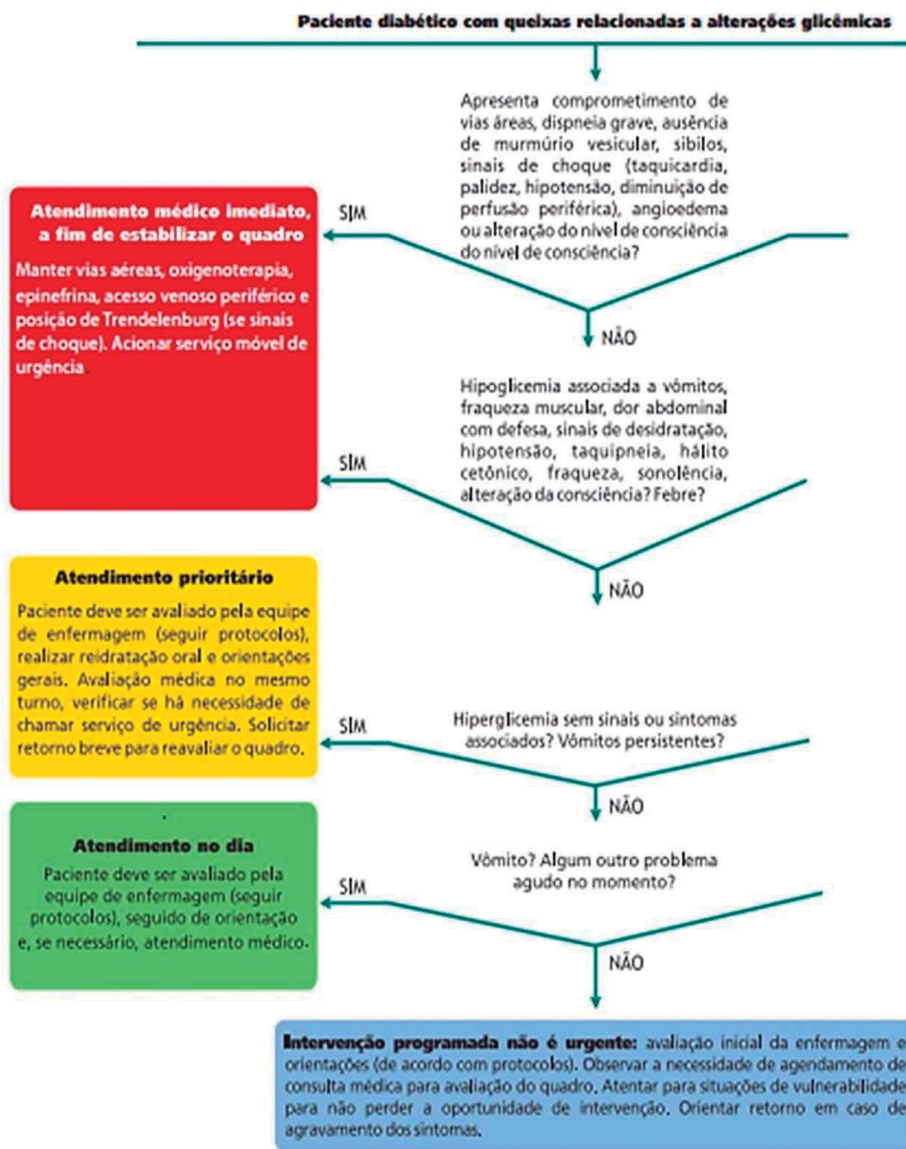 Paciente diabético com queixas relacionadas a alterações glicêmicas
Apresenta comprometimento de
vias áreas, dispneia grave, ausência
de murmúrio vesicular, sibilos,
sinais de choque (taquicardia,
palidez, hipotensão, diminuição de
perfusão periférica), angioedema
ou alteração do nível de consciência
do nível de consciência?
SIM
Atendimento médico imediato,
a fim de estabilizar o quadro
Manter vias aéreas, oxigenoterapia,
epinefrina, acesso venoso periférico e
posição de Trendelenburg (se sinais
de choque). Acionar serviço móvel de
urgência.
NÃO
Hipoglicemia associada a vômitos,
fraqueza muscular, dor abdominal
com defesa, sinais de desidratação,
hipotensão, taquipneia, hálito
cetônico, fraqueza, sonolência,
alteração da consciência? Febre?
SIM
NÃO
Atendimento prioritário
Paciente deve ser avaliado pela equipe
de enfermagem (seguir protocolos),
realizar reidratação oral e orientações
gerais. Avaliação médica no mesmo
turno, verificar se há necessidade de
chamar serviço de urgência. Solicitar
retorno breve para reavaliar o quadro.
SIM
Hiperglicemia sem sinais ou sintomas
associados? Vômitos persistentes?
NÃO
Atendimento no dia
Paciente deve ser avaliado pela
equipe de enfermagem (seguir
protocolos), seguido de orientação
e, se necessário, atendimento médico.
SIM
Vômito? Algum outro problema
agudo no momento?
NÃO
Intervenção programada não é urgente: avaliação inicial da enfermagem e
orientações (de acordo com protocolos). Observar a necessidade de agendamento de
consulta médica para avaliação do quadro. Atentar para situações de vulnerabilidade
para não perder a oportunidade de intervenção. Orientar retorno em caso de
agravamento dos sintomas.